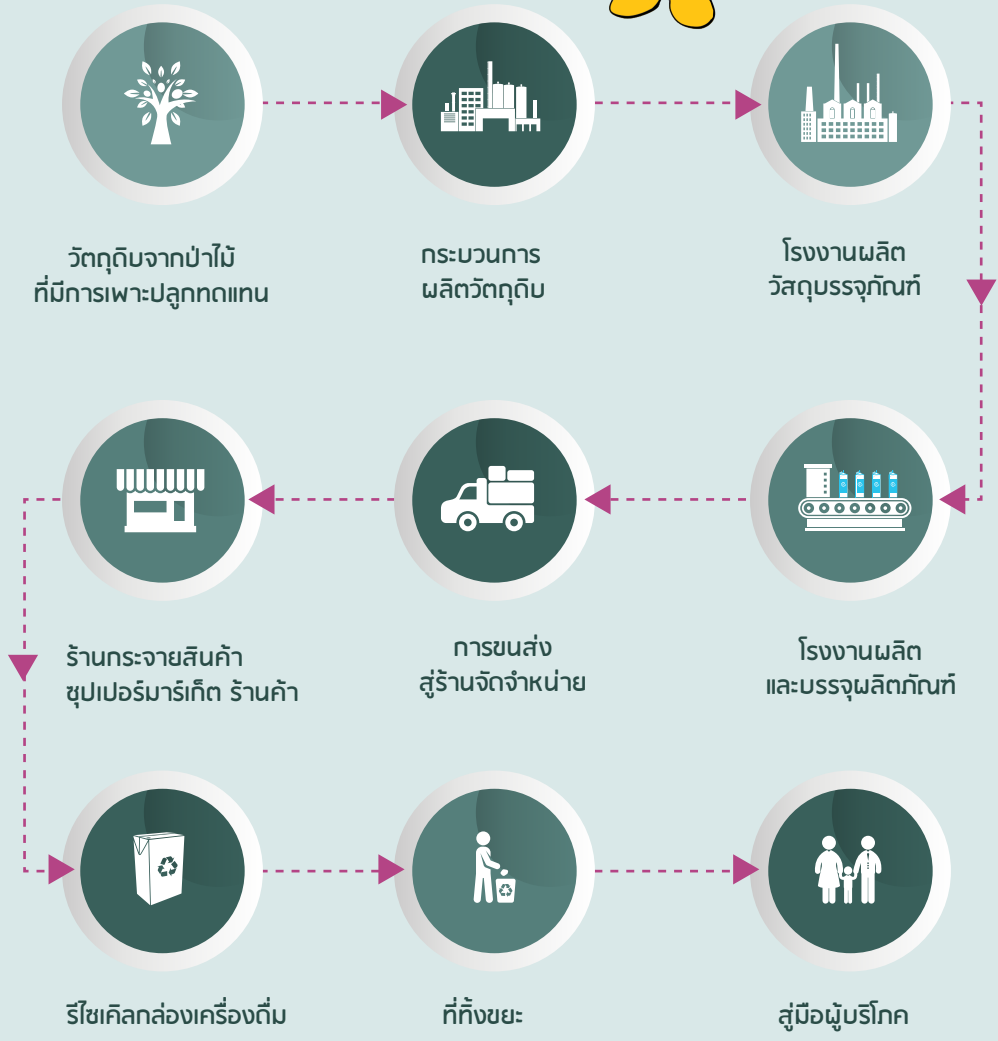 วัตถุดิบจากป่าไม้
ที่มีการเพาะปลูกทดแทน
กระบวนการ
ผลิตวัตถุดิบ
โรงงานผลิต
วัสดุบรรจุภัณฑ์
ร้านกระจายสินค้า
ซุปเปอร์มาร์เก็ต ร้านค้า
การขนส่ง
สู่ร้านจัดจำหน่าย
โรงงานผลิต
และบรรจุผลิตภัณฑ์
รีไซเคิลกล่องเครื่องดื่ม
ที่ทิ้งขยะ
สู่มือผู้บริโภค